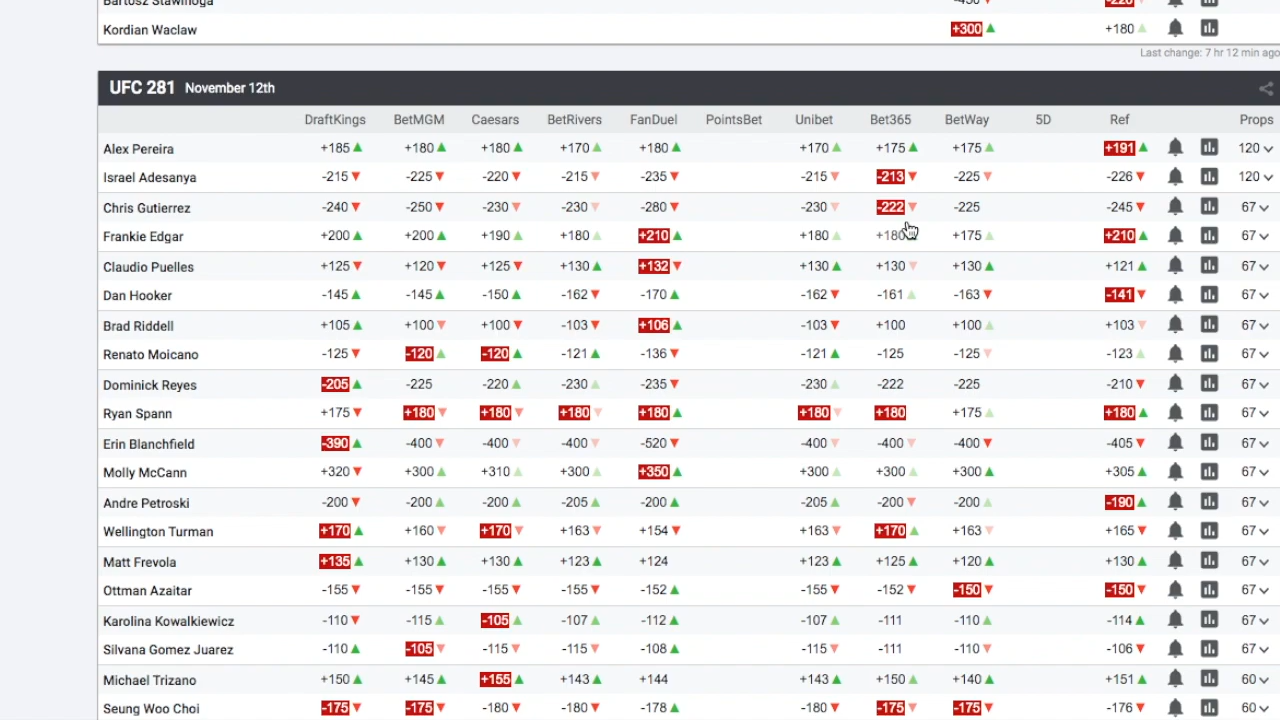 Bartosz Stawinoga -450 -220
Kordian Waclaw +300 +180
Last change: 7 hr 12 min ago
UFC 281 November 12th
DraftKings BetMGM Caesars BetRivers FanDuel PointsBet Unibet Bet365 BetWay 5D Ref Props
Alex Pereira +185 +180 +180 +170 +180 +170 +175 +175 +191 120
Israel Adesanya -215 -225 -220 -215 -235 -215 -213 -225 -226 120
Chris Gutierrez -240 -250 -230 -230 -280 -230 -222 -225 -245 67
Frankie Edgar +200 +200 +190 +180 +210 +180 +180 +175 +210 67
Claudio Puelles +125 +120 +125 +130 +132 +130 +130 +130 +121 67
Dan Hooker -145 -145 -150 -162 -170 -162 -161 -163 -141 67
Brad Riddell +105 +100 +100 -103 +106 -103 +100 +100 +103 67
Renato Moicano -125 -120 -120 -121 -136 -121 -125 -125 -123 67
Dominick Reyes -205 -225 -220 -230 -235 -230 -222 -225 -210 67
Ryan Spann +175 +180 +180 +180 +180 +180 +180 +175 +180 67
Erin Blanchfield -390 -400 -400 -400 -520 -400 -400 -400 -405 67
Molly McCann +320 +300 +310 +300 +350 +300 +300 +300 +305 67
Andre Petroski -200 -200 -200 -205 -200 -205 -200 -200 -190 67
Wellington Turman +170 +160 +170 +163 +154 +163 +170 +163 +165 67
Matt Frevola +135 +130 +130 +123 +124 +123 +125 +120 +130 67
Ottman Azaitar -155 -155 -155 -155 -152 -155 -152 -150 -150 67
Karolina Kowalkiewicz -110 -115 -105 -107 -112 -107 -111 -110 -114 67
Silvana Gomez Juarez -110 -105 -115 -115 -108 -115 -111 -110 -106 67
Michael Trizano +150 +145 +155 +143 +144 +143 +150 +140 +151 60
Seung Woo Choi -175 -175 -180 -180 -178 -180 -175 -175 -176 60